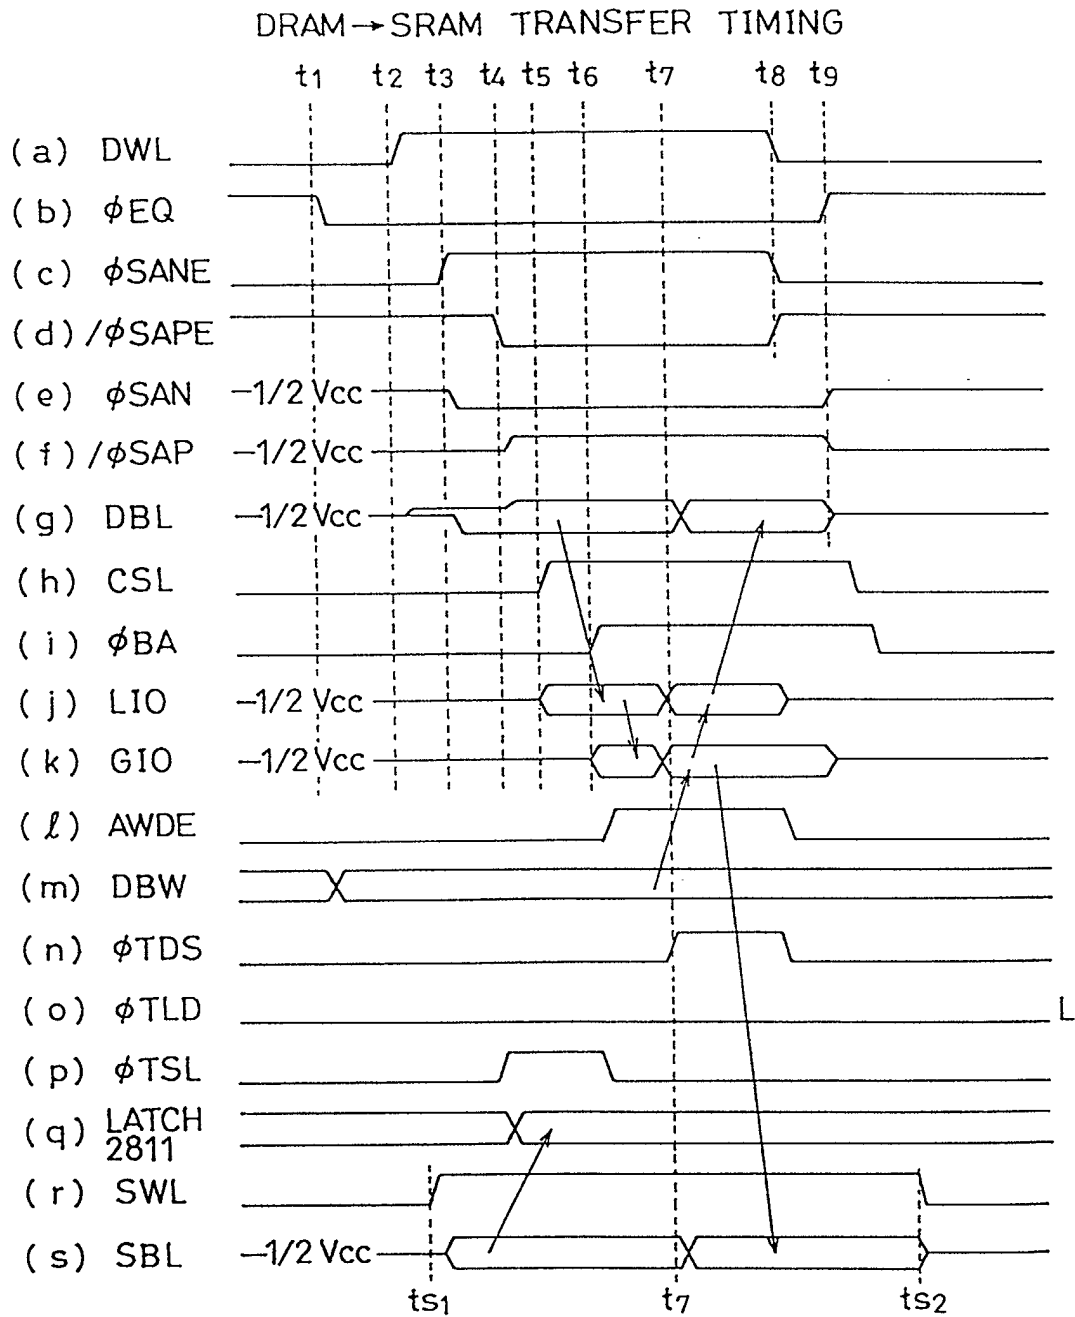 DRAM→SRAM TRANSFER TIMING
t1 t2 t3 t4 t5 t6 t7 t8 t9
(a) DWL
(b) φEQ
(c) φSANE
(d) /φSAPE
(e) φSAN -1/2 Vcc
(f) /φSAP -1/2 Vcc
(g) DBL -1/2 Vcc
(h) CSL
(i) φBA
(j) LIO -1/2 Vcc
(k) GIO -1/2 Vcc
(ℓ) AWDE
(m) DBW
(n) φTDS
(o) φTLD L
(p) φTSL
(q) LATCH
2811
(r) SWL
(s) SBL -1/2 Vcc
ts1 t7 ts2